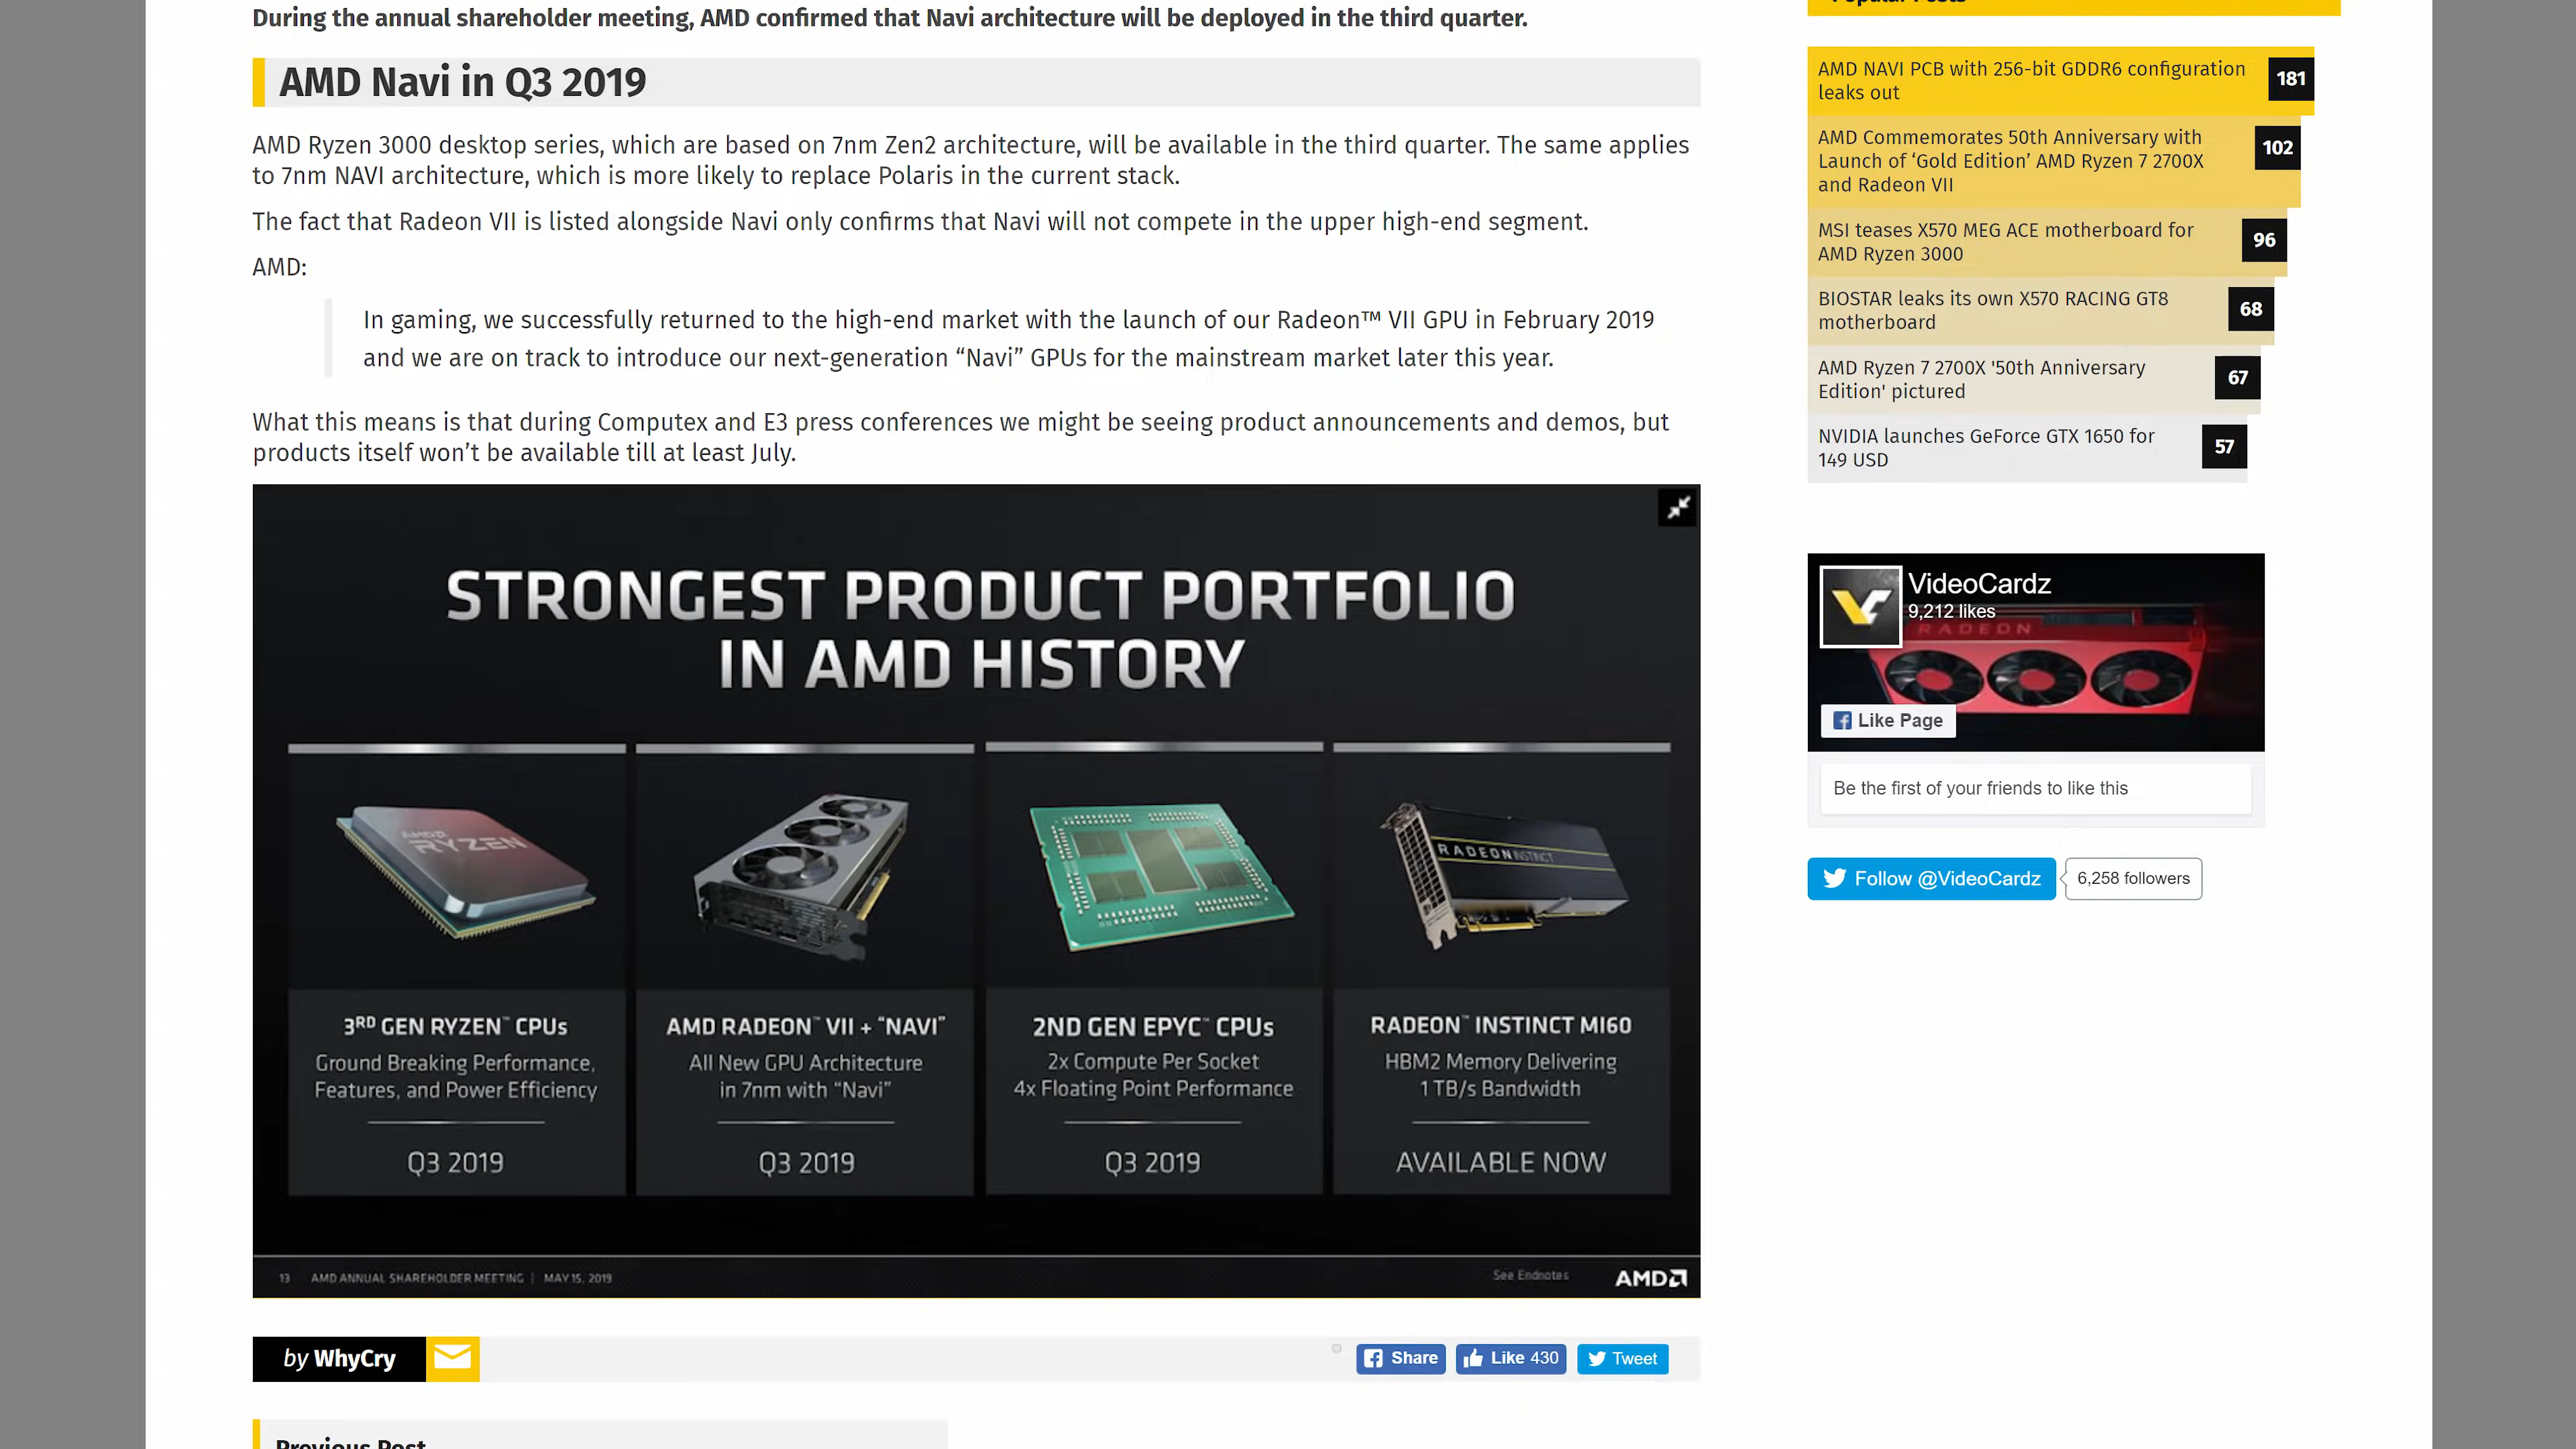 During the annual shareholder meeting, AMD confirmed that Navi architecture will be deployed in the third quarter.
AMD Navi in Q3 2019
AMD Ryzen 3000 desktop series, which are based on 7nm Zen2 architecture, will be available in the third quarter. The same applies
to 7nm NAVI architecture, which is more likely to replace Polaris in the current stack.
The fact that Radeon VII is listed alongside Navi only confirms that Navi will not compete in the upper high-end segment.
AMD:
In gaming, we successfully returned to the high-end market with the launch of our Radeon™ VII GPU in February 2019
and we are on track to introduce our next-generation “Navi” GPUs for the mainstream market later this year.
What this means is that during Computex and E3 press conferences we might be seeing product announcements and demos, but
products itself won’t be available till at least July.
STRONGEST PRODUCT PORTFOLIO
IN AMD HISTORY
AMD
RYZEN
RADEON INSTINCT
3RD GEN RYZEN™ CPUs
Ground Breaking Performance,
Features, and Power Efficiency
Q3 2019
AMD RADEON™ VII + “NAVI”
All New GPU Architecture
in 7nm with “Navi”
Q3 2019
2ND GEN EPYC™ CPUs
2x Compute Per Socket
4x Floating Point Performance
Q3 2019
RADEON™ INSTINCT MI60
HBM2 Memory Delivering
1 TB/s Bandwidth
AVAILABLE NOW
13 AMD ANNUAL SHAREHOLDER MEETING | MAY 15, 2019
See Endnotes
AMD
by WhyCry
Share
Like 430
Tweet
Previous Post
Popular Posts
AMD NAVI PCB with 256-bit GDDR6 configuration
leaks out
181
AMD Commemorates 50th Anniversary with
Launch of ‘Gold Edition’ AMD Ryzen 7 2700X
and Radeon VII
102
MSI teases X570 MEG ACE motherboard for
AMD Ryzen 3000
96
BIOSTAR leaks its own X570 RACING GT8
motherboard
68
AMD Ryzen 7 2700X '50th Anniversary
Edition' pictured
67
NVIDIA launches GeForce GTX 1650 for
149 USD
57
VideoCardz
9,212 likes
RADEON
Like Page
Be the first of your friends to like this
Follow @VideoCardz
6,258 followers